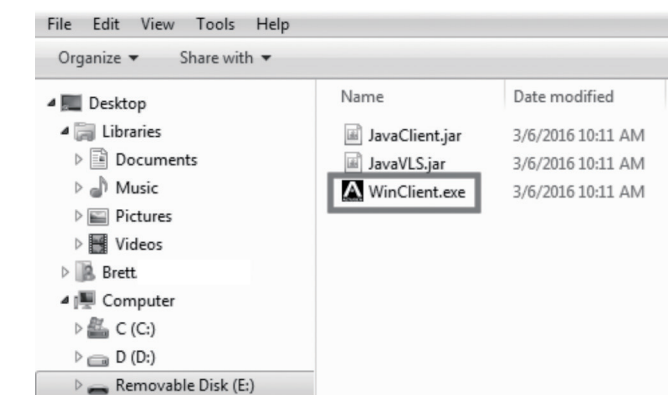 File Edit View Tools Help
Organize Share with
Desktop
Libraries
Documents
Music
Pictures
Videos
Brett
Computer
C (C:)
D (D:)
Removable Disk (E:)
Name Date modified
JavaClient.jar 3/6/2016 10:11 AM
JavaVLS.jar 3/6/2016 10:11 AM
WinClient.exe 3/6/2016 10:11 AM